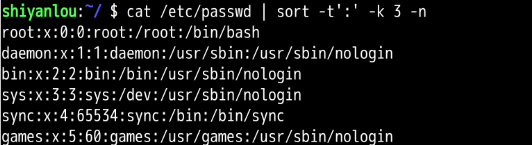 shiyanlou:~/ $ cat /etc/passwd | sort -t':' -k 3 -n
root:x:0:0:root:/root:/bin/bash
daemon:x:1:1:daemon:/usr/sbin:/usr/sbin/nologin
bin:x:2:2:bin:/bin:/usr/sbin/nologin
sys:x:3:3:sys:/dev:/usr/sbin/nologin
sync:x:4:65534:sync:/bin:/bin/sync
games:x:5:60:games:/usr/games:/usr/sbin/nologin